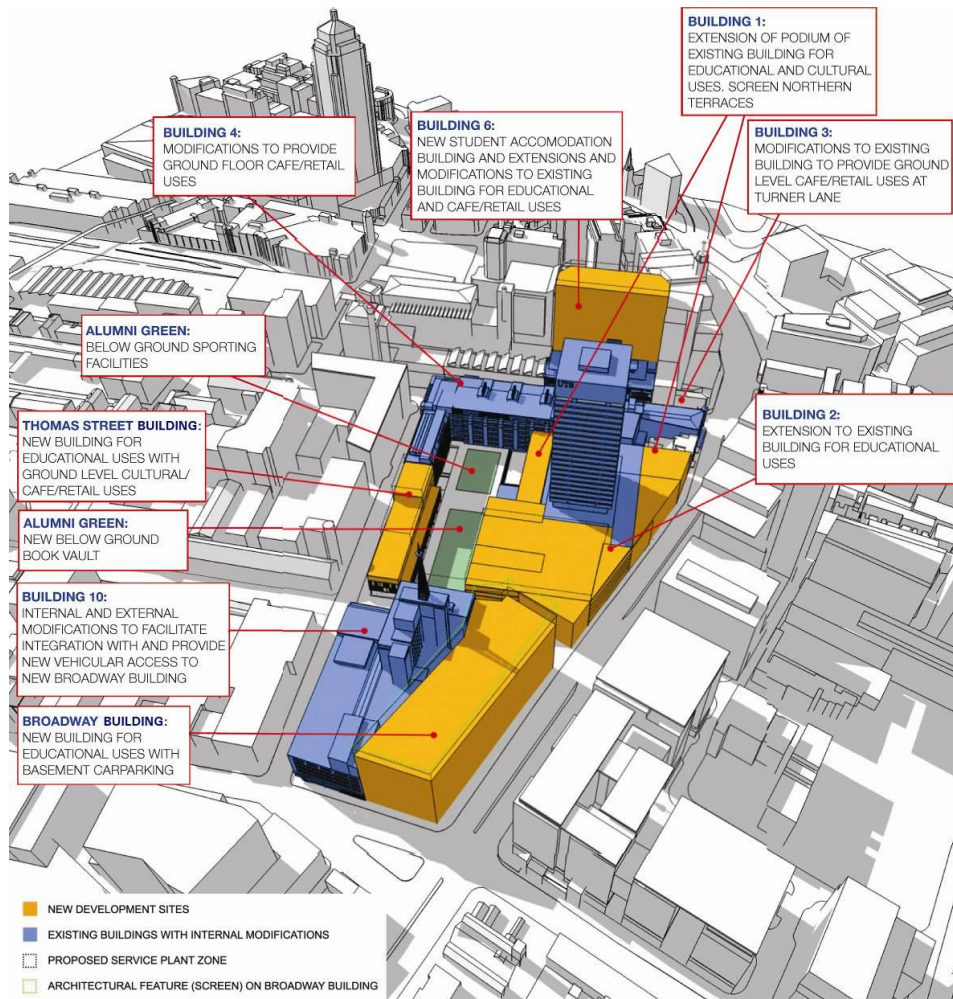 BUILDING 1:
EXTENSION OF PODIUM OF
EXISTING BUILDING FOR
EDUCATIONAL AND CULTURAL
USES. SCREEN NORTHERN
TERRACES
BUILDING 4:
MODIFICATIONS TO PROVIDE
GROUND FLOOR CAFE/RETAIL
USES
BUILDING 6:
NEW STUDENT ACCOMODATION
BUILDING AND EXTENSIONS AND
MODIFICATIONS TO EXISTING
BUILDING FOR EDUCATIONAL
AND CAFE/RETAIL USES
BUILDING 3:
MODIFICATIONS TO EXISTING
BUILDING TO PROVIDE GROUND
LEVEL CAFE/RETAIL USES AT
TURNER LANE
ALUMNI GREEN:
BELOW GROUND SPORTING
FACILITIES
UTS
THOMAS STREET BUILDING:
NEW BUILDING FOR
EDUCATIONAL USES WITH
GROUND LEVEL CULTURAL/
CAFE/RETAIL USES
BUILDING 2:
EXTENSION TO EXISTING
BUILDING FOR EDUCATIONAL
USES
ALUMNI GREEN:
NEW BELOW GROUND
BOOK VAULT
BUILDING 10:
INTERNAL AND EXTERNAL
MODIFICATIONS TO FACILITATE
INTEGRATION WITH AND PROVIDE
NEW VEHICULAR ACCESS TO
NEW BROADWAY BUILDING
BROADWAY BUILDING:
NEW BUILDING FOR
EDUCATIONAL USES WITH
BASEMENT CARPARKING
NEW DEVELOPMENT SITES
EXISTING BUILDINGS WITH INTERNAL MODIFICATIONS
PROPOSED SERVICE PLANT ZONE
ARCHITECTURAL FEATURE (SCREEN) ON BROADWAY BUILDING